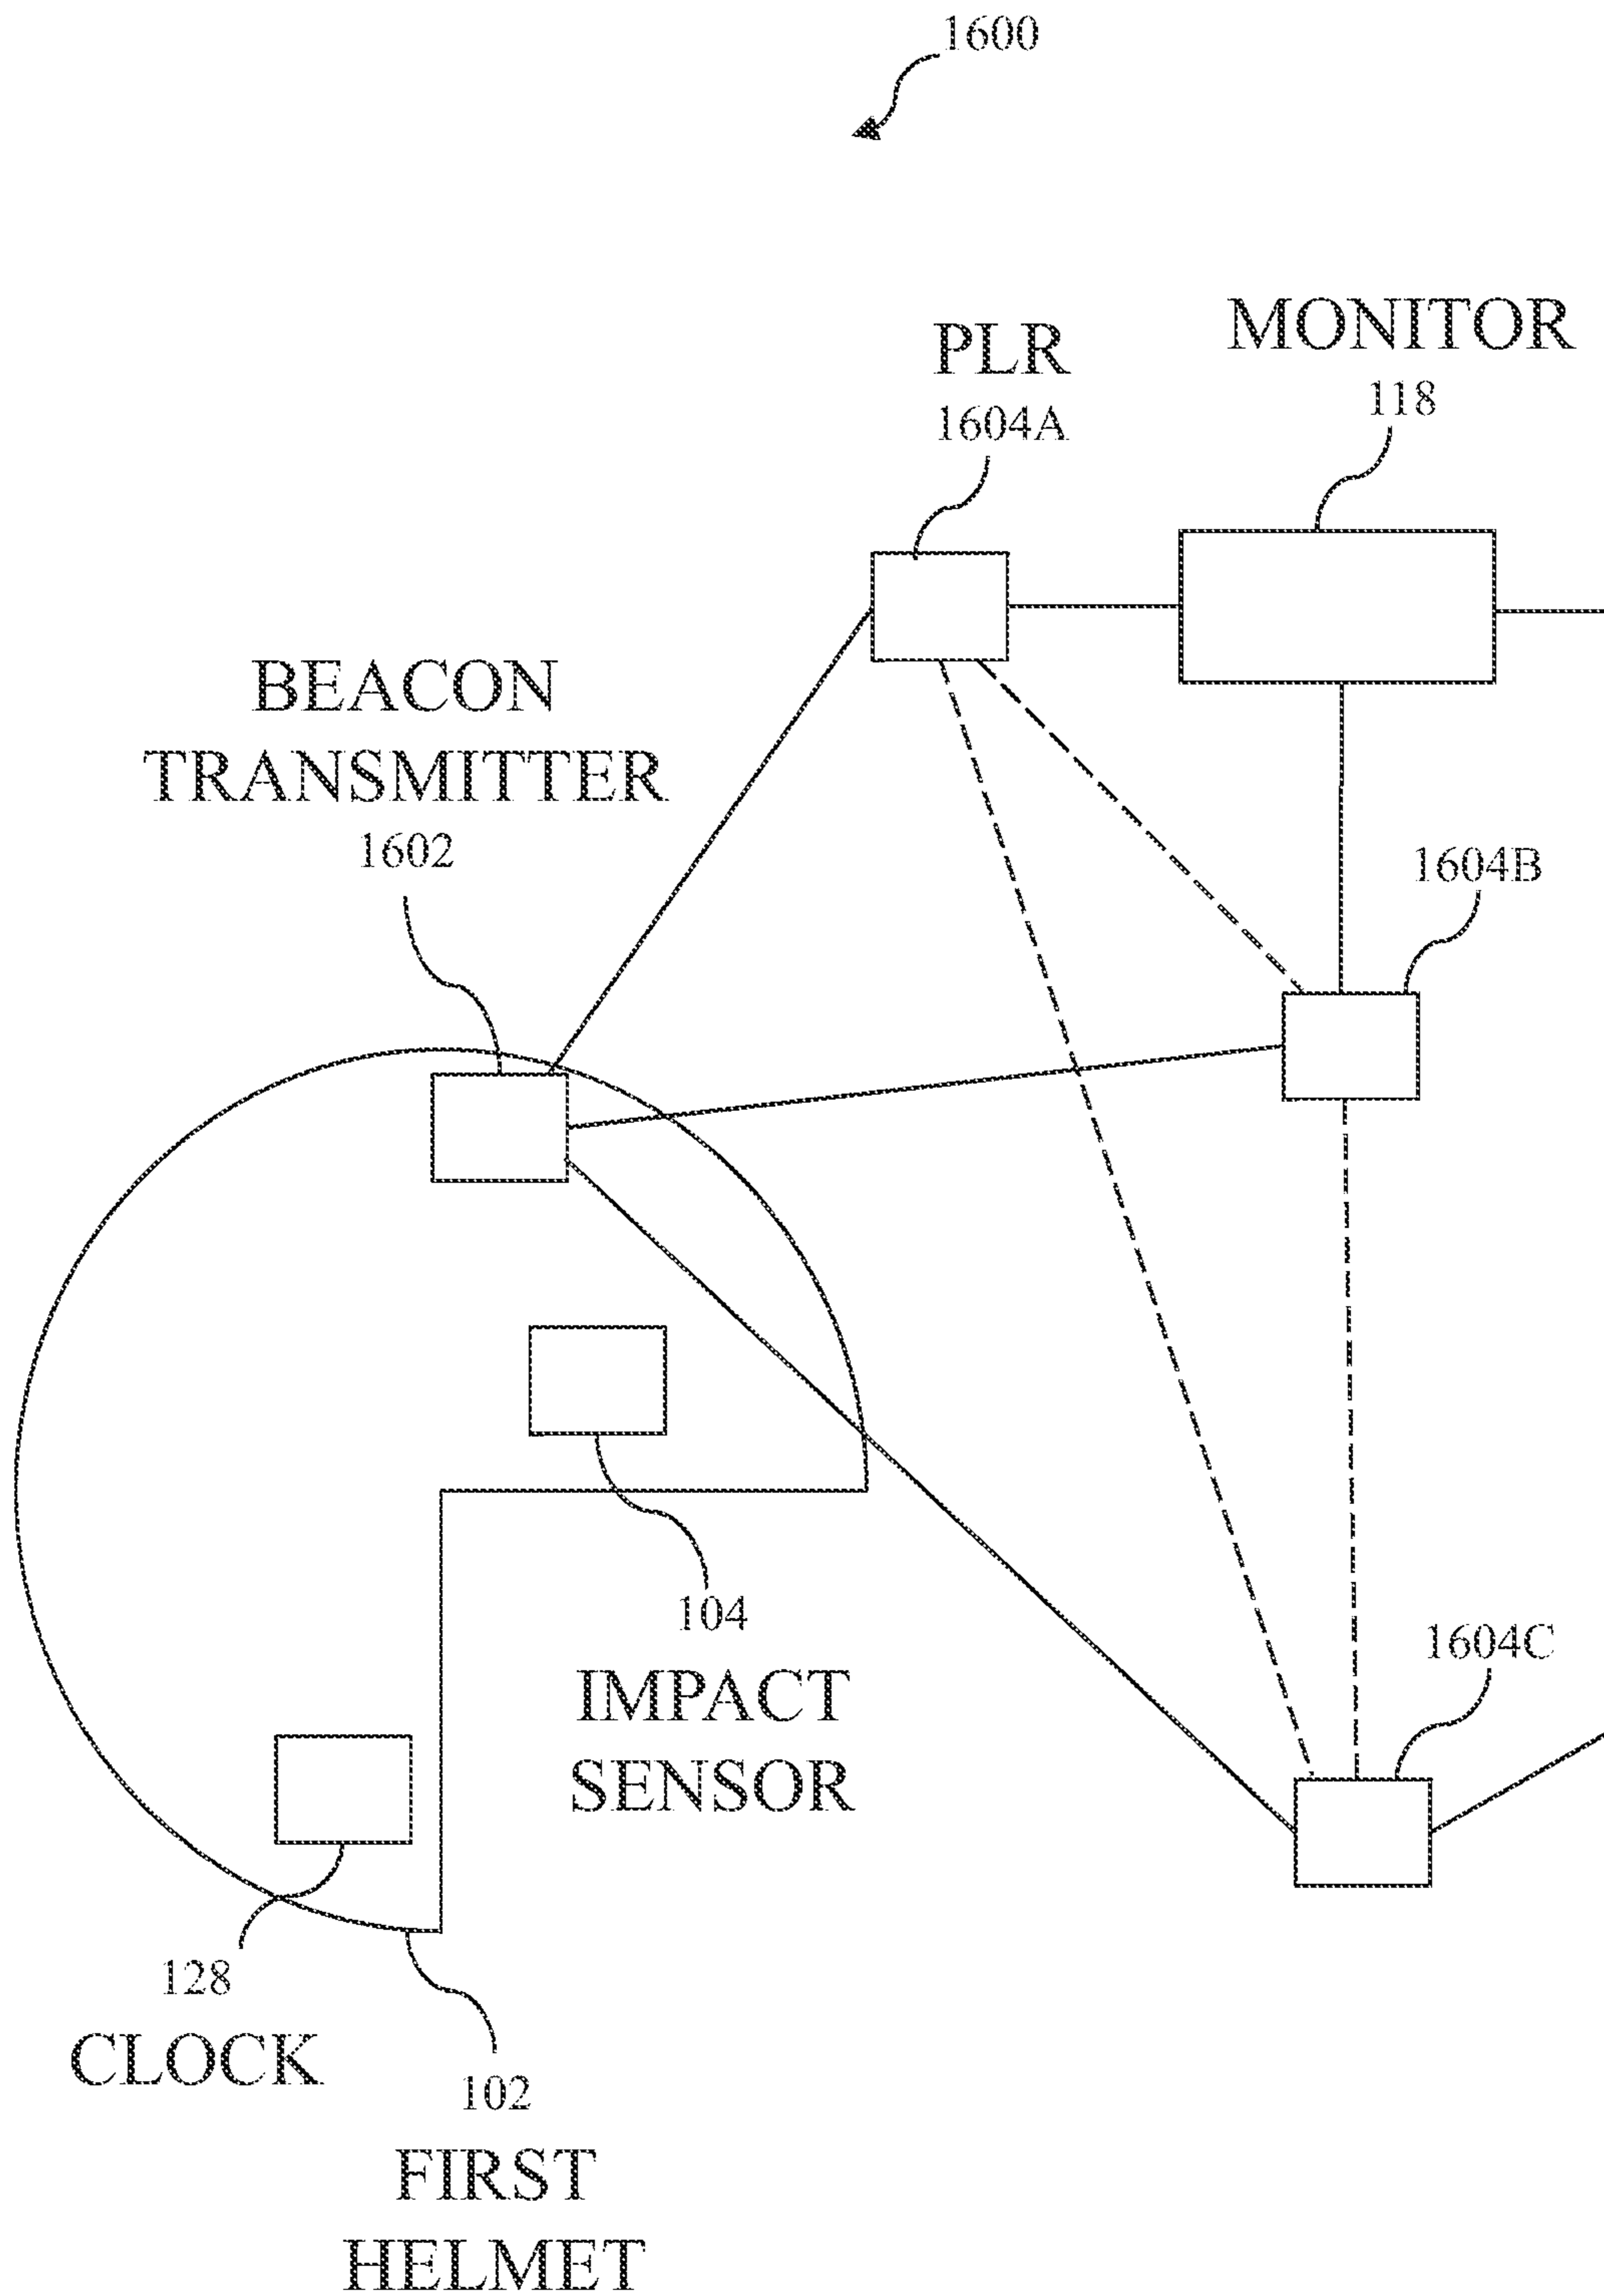 1600
MONITOR
118
PLR
1604A
BEACON
TRANSMITTER
1602
1604B
104
IMPACT
SENSOR
1604C
128
CLOCK
102
FIRST
HELMET